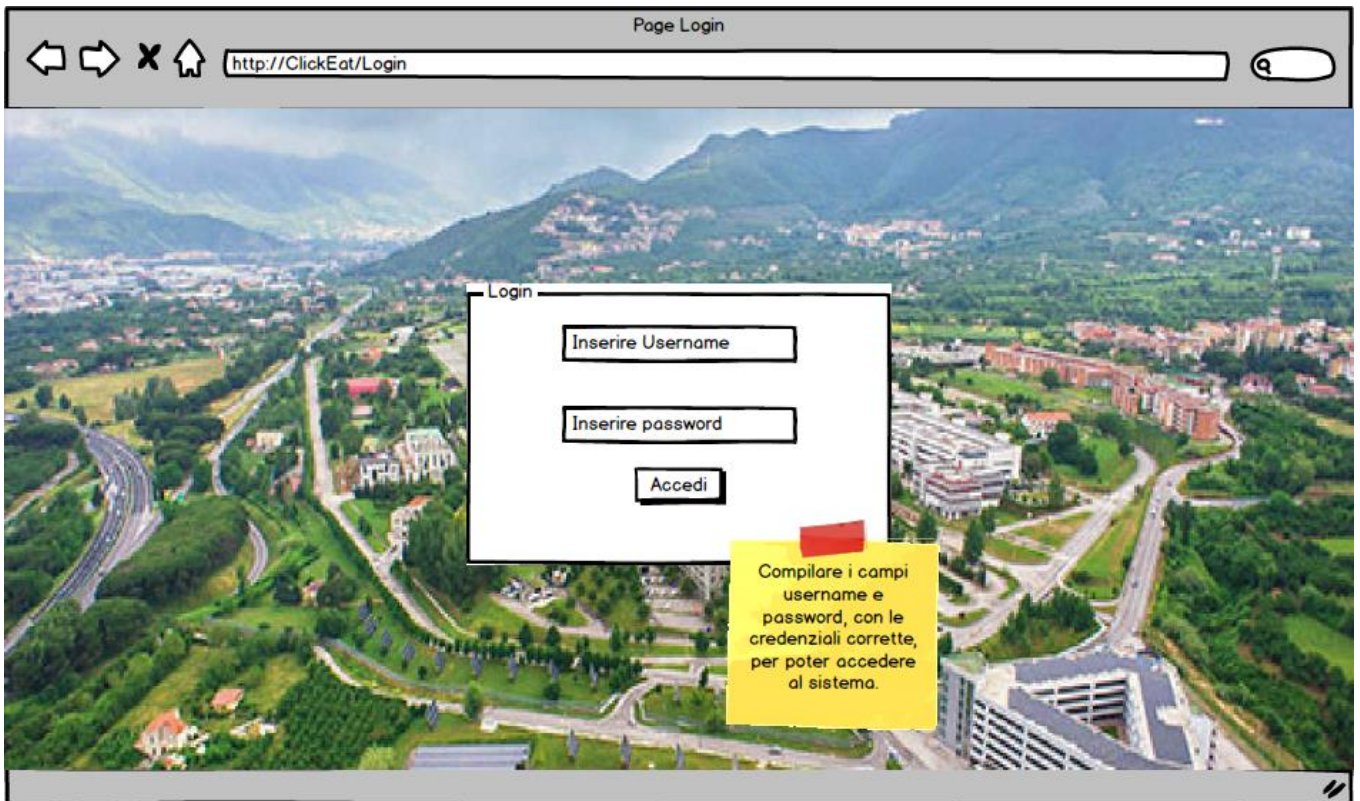 Page Login
http://ClickEat/Login
Login
Inserire Username
Inserire password
Accedi
Compilare i campi
username e
password, con le
credenziali corrette,
per poter accedere
al sistema.